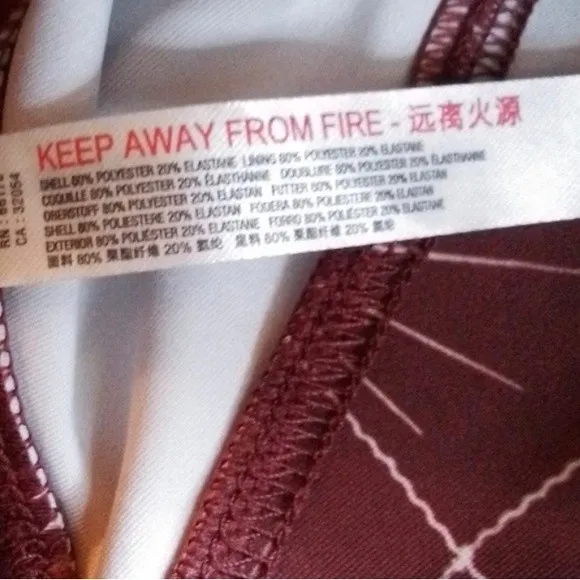 KEEP AWAY FROM FIRE - 远离火源
SHELL 80% POLYESTER 20% ELASTANE LINING 80% POLYESTER 20% ELASTANE
COQUILLE 80% POLYESTER 20% ÉLASTHANNE DOUBLURE 80% POLYESTER 20% ÉLASTHANNE
OBERSTOFF 80% POLYESTER 20% ELASTAN FUTTER 80% POLYESTER 20% ELASTAN
SHELL 80% POLIESTERE 20% ELASTAN FODERA 80% POLIESTERE 20% ELASTAN
EXTERIOR 80% POLIÉSTER 20% ELASTANE FORRO 80% POLIÉSTER 20% ELASTANE
面料 80% 聚酯纤维 20% 氨纶 里料 80% 聚酯纤维 20% 氨纶
CA : 32054